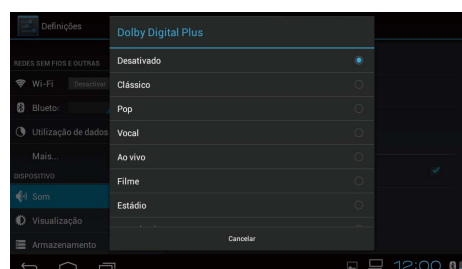 Definições
Dolby Digital Plus
REDES SEM FIOS E OUTRAS
Desativado
Wi-Fi
Desactivar
Clássico
Bluetoo
Pop
Utilização de dados
Vocal
Mais...
Ao vivo
DISPOSITIVO
Filme
Som
Estádio
Visualização
Cancelar
Armazenamento
12:00